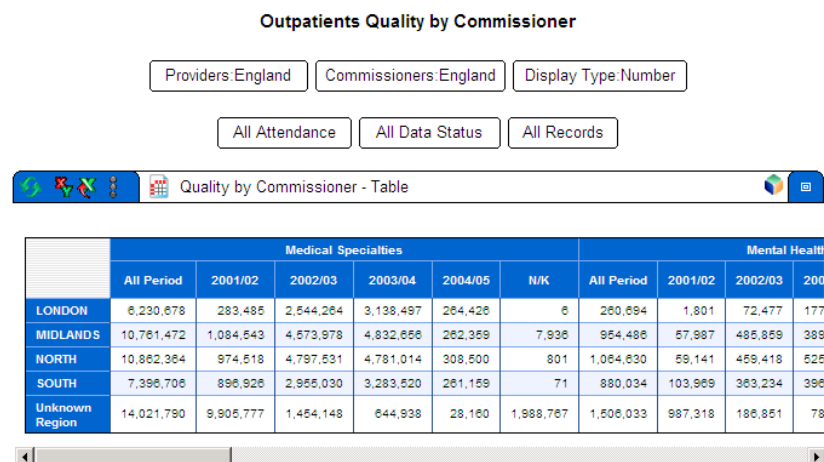 Outpatients Quality by Commissioner
Providers:England Commissioners:England Display Type:Number
All Attendance All Data Status All Records
Quality by Commissioner - Table
Medical Specialties Mental Health
All Period 2001/02 2002/03 2003/04 2004/05 N/K All Period 2001/02 2002/03 200
LONDON 6,230,678 283,485 2,544,264 3,138,497 264,426 6 260,694 1,801 72,477 177
MIDLANDS 10,761,472 1,084,543 4,573,978 4,832,656 262,359 7,936 954,486 57,987 485,859 389
NORTH 10,862,364 974,518 4,797,531 4,781,014 308,500 801 1,064,630 59,141 459,418 525
SOUTH 7,396,706 896,926 2,955,030 3,283,520 261,159 71 880,034 103,969 363,234 396
Unknown Region 14,021,790 9,905,777 1,454,148 644,938 28,160 1,988,767 1,506,033 987,318 186,851 78